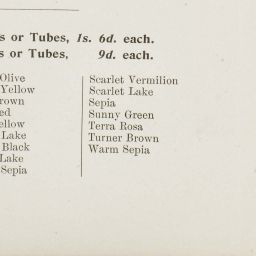 s or Tubes, 1s. 6d. each.
s or Tubes, 9d. each.
Olive
Yellow
rown
ed
ellow
Lake
Black
Lake
Sepia
Scarlet Vermilion
Scarlet Lake
Sepia
Sunny Green
Terra Rosa
Turner Brown
Warm Sepia